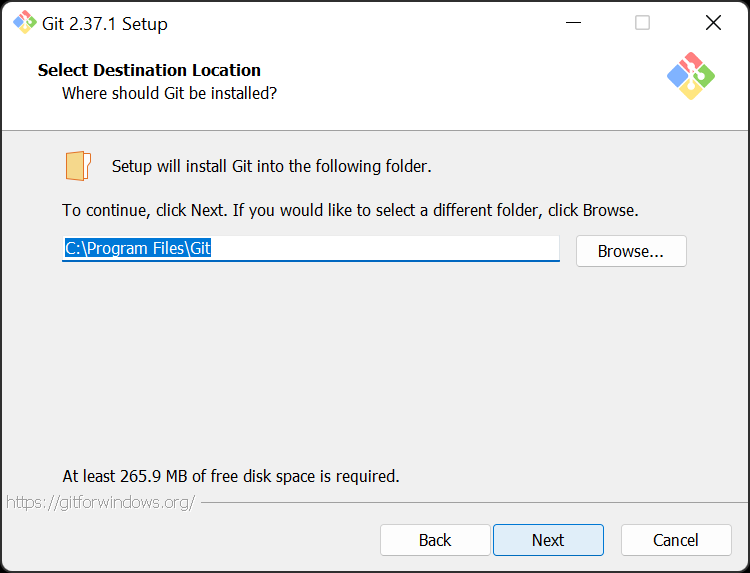 Git 2.37.1 Setup
Select Destination Location
Where should Git be installed?
Setup will install Git into the following folder.
To continue, click Next. If you would like to select a different folder, click Browse.
C:\Program Files\Git
Browse...
At least 265.9 MB of free disk space is required.
https://gitforwindows.org/
Back
Next
Cancel